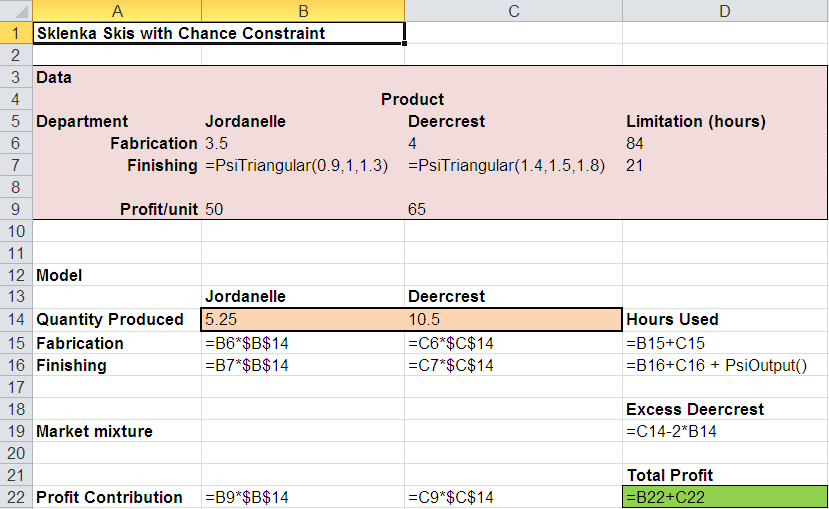 A B C D
1 Sklenka Skis with Chance Constraint
2
3 Data
4 Product
5 Department Jordanelle Deercrest Limitation (hours)
6 Fabrication 3.5 4 84
7 Finishing =PsiTriangular(0.9,1,1.3) =PsiTriangular(1.4,1.5,1.8) 21
8
9 Profit/unit 50 65
10
11
12 Model
13 Jordanelle Deercrest
14 Quantity Produced 5.25 10.5 Hours Used
15 Fabrication =B6*$B$14 =C6*$C$14 =B15+C15
16 Finishing =B7*$B$14 =C7*$C$14 =B16+C16 + PsiOutput()
17
18 Excess Deercrest
19 Market mixture =C14-2*B14
20
21 Total Profit
22 Profit Contribution =B9*$B$14 =C9*$C$14 =B22+C22